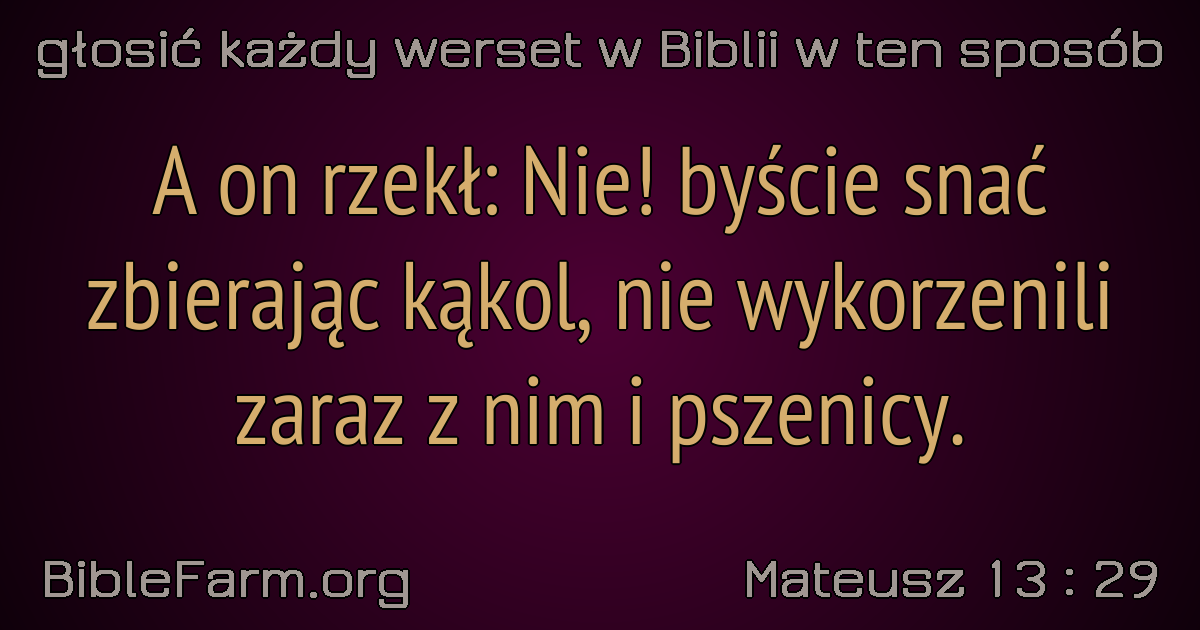 głosić każdy werset w Biblii w ten sposób
A on rzekł: Nie! byście snać
zbierając kąkol, nie wykorzenili
zaraz z nim i pszenicy.
BibleFarm.org
Mateusz 13 : 29